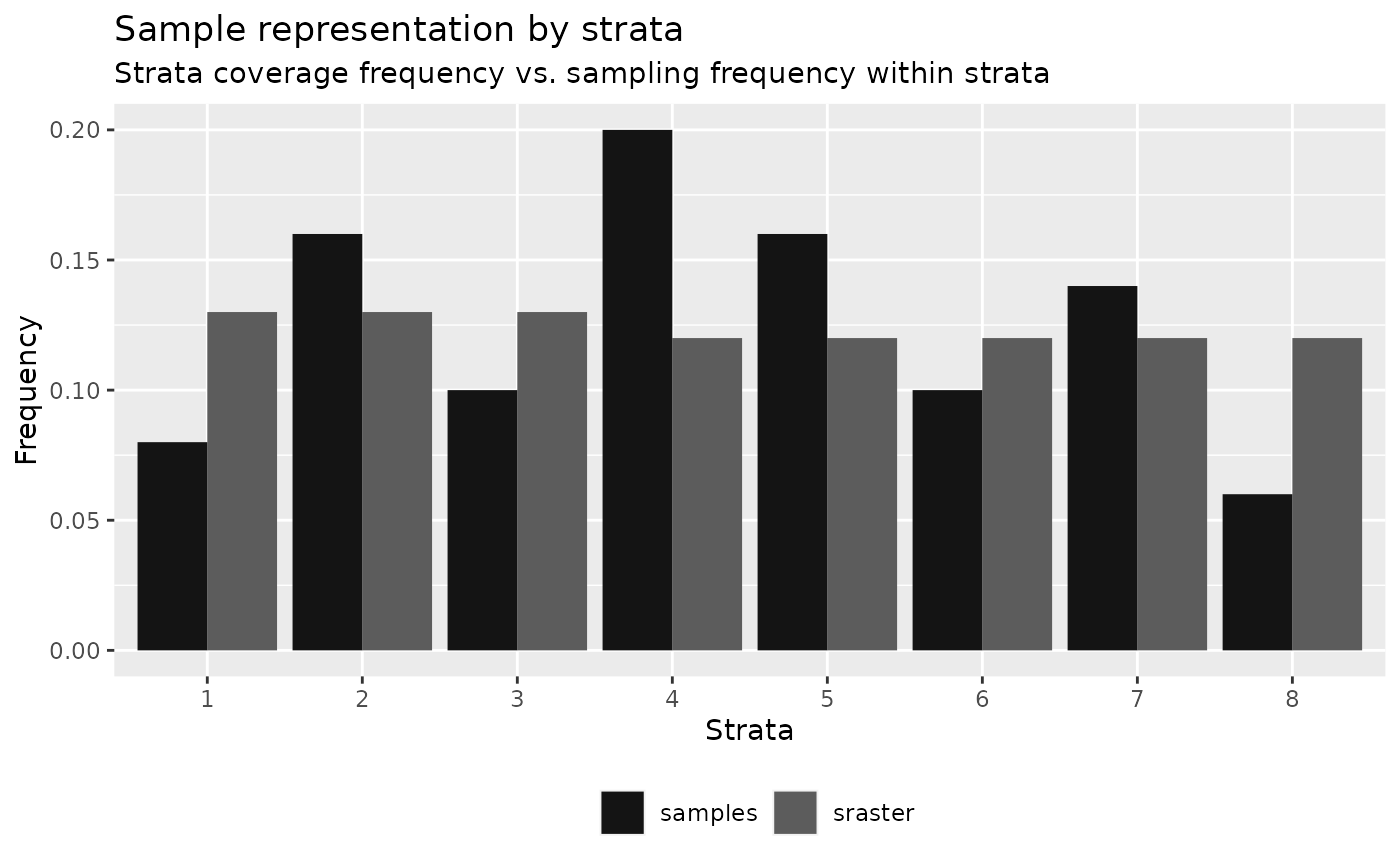 Sample representation by strata
Strata coverage frequency vs. sampling frequency within strata
Frequency
0.20
0.15
0.10
0.05
0.00
1 2 3 4 5 6 7 8
Strata
samples sraster